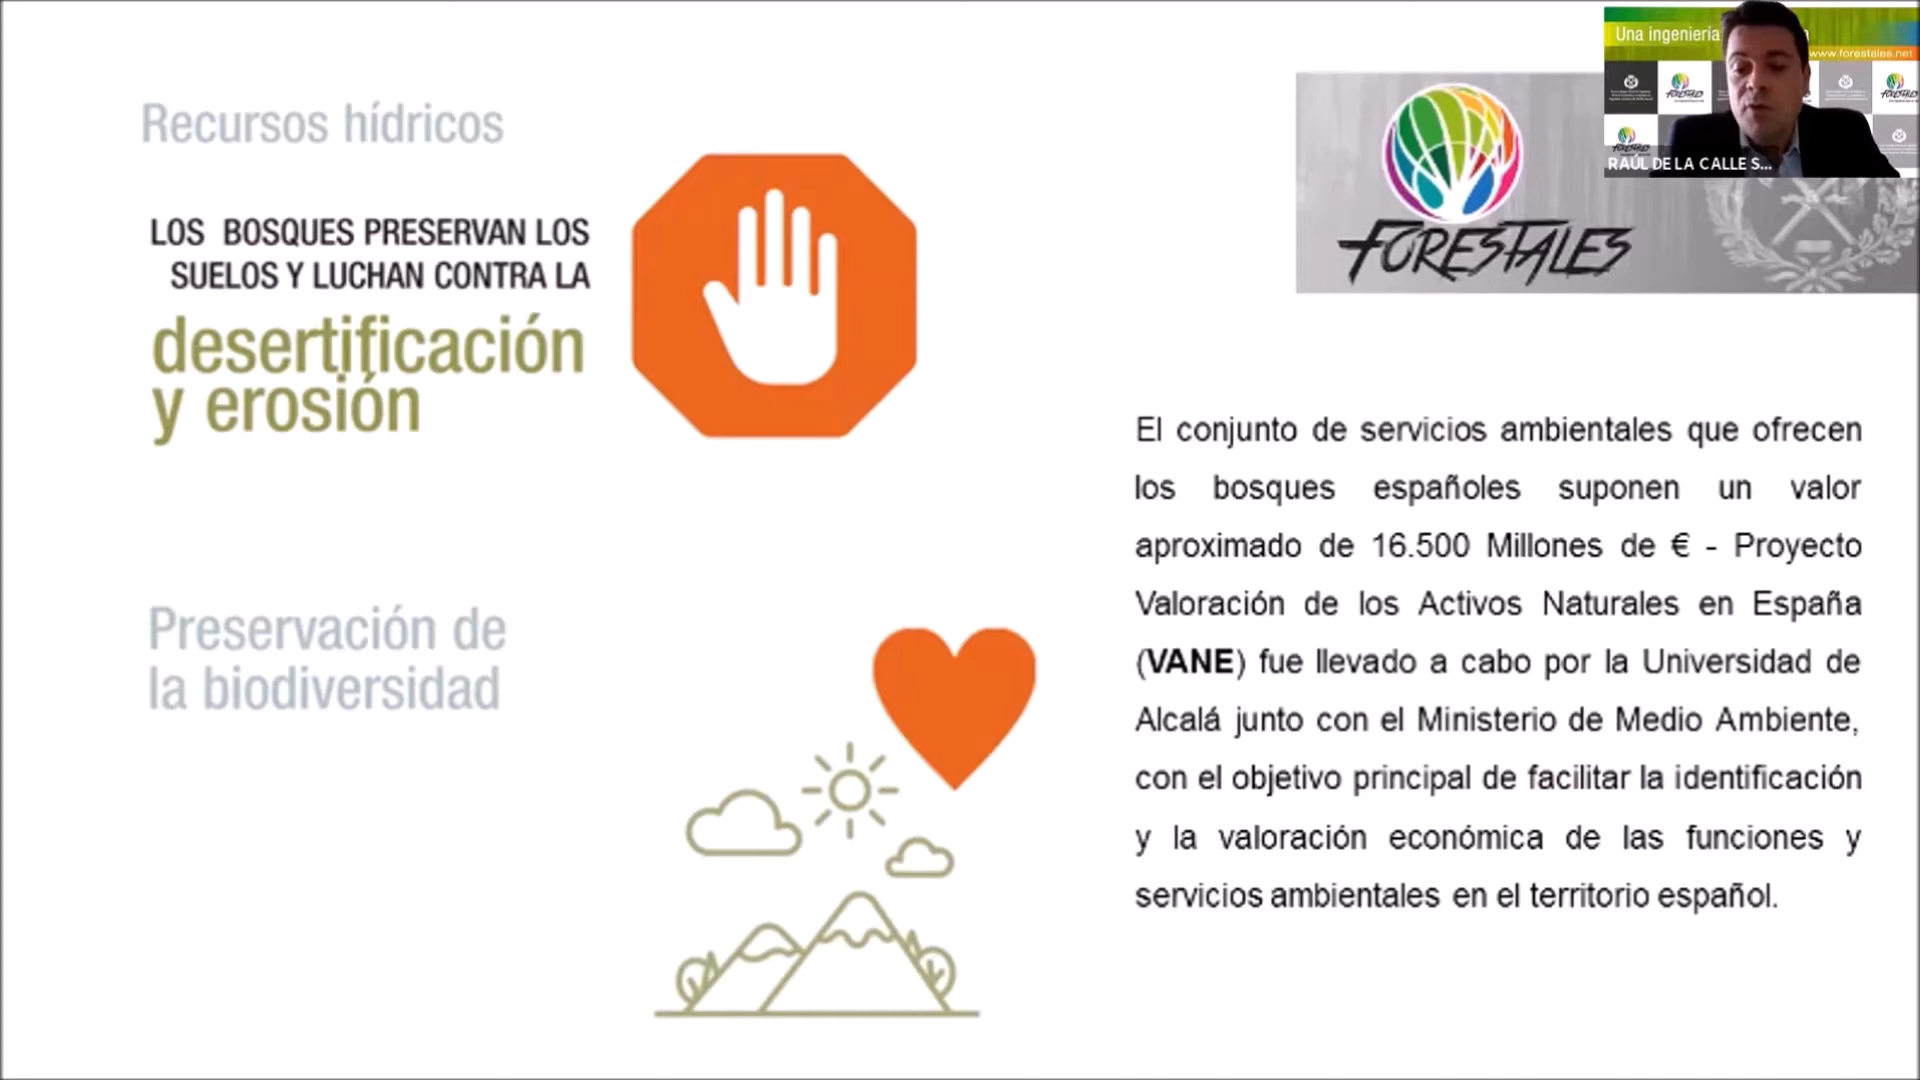 Recursos hídricos
LOS BOSQUES PRESERVAN LOS
SUELOS Y LUCHAN CONTRA LA
desertificación
y erosión
Preservación de
la biodiversidad
FORESTALES
Una ingeniería
www.forestales.net
FORESTALES
FORESTALES
RAÚL DE LA CALLE S...
El conjunto de servicios ambientales que ofrecen
los bosques españoles suponen un valor
aproximado de 16.500 Millones de € - Proyecto
Valoración de los Activos Naturales en España
(VANE) fue llevado a cabo por la Universidad de
Alcalá junto con el Ministerio de Medio Ambiente,
con el objetivo principal de facilitar la identificación
y la valoración económica de las funciones y
servicios ambientales en el territorio español.